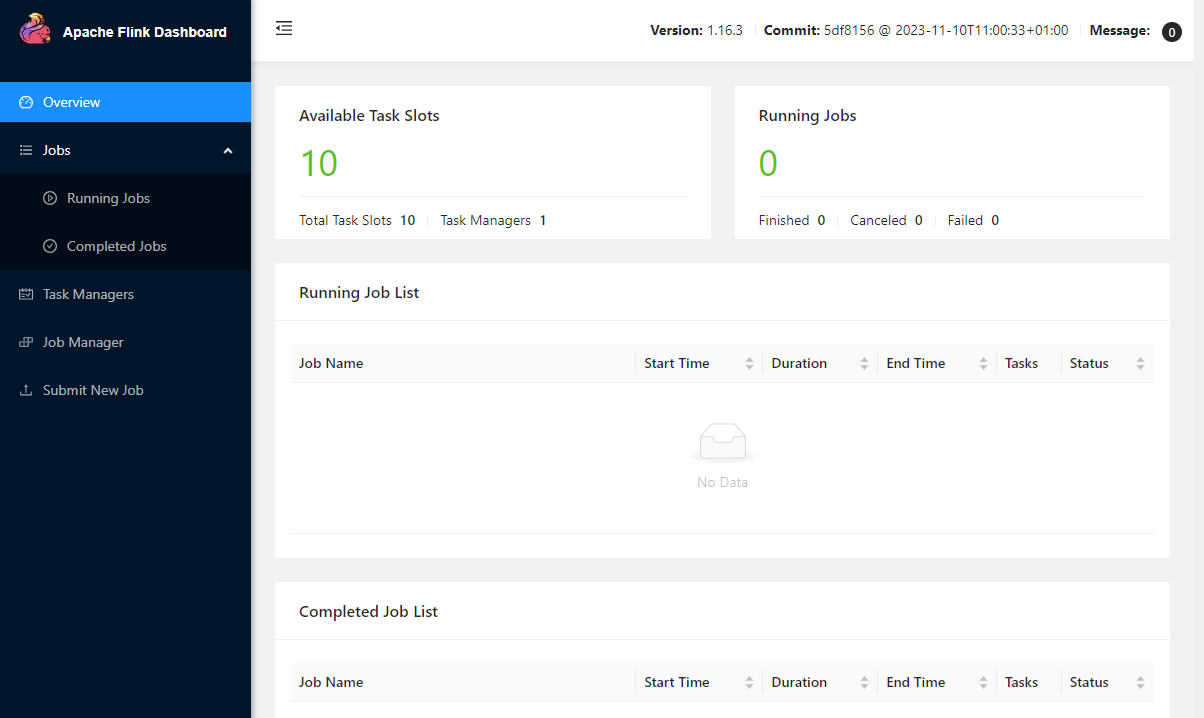 Apache Flink Dashboard
Version: 1.16.3 Commit: 5df8156 @ 2023-11-10T11:00:33+01:00 Message: 0
Overview
Jobs
Running Jobs
Completed Jobs
Task Managers
Job Manager
Submit New Job
Available Task Slots
10
Total Task Slots 10 Task Managers 1
Running Jobs
0
Finished 0 Canceled 0 Failed 0
Running Job List
Job Name Start Time Duration End Time Tasks Status
No Data
Completed Job List
Job Name Start Time Duration End Time Tasks Status